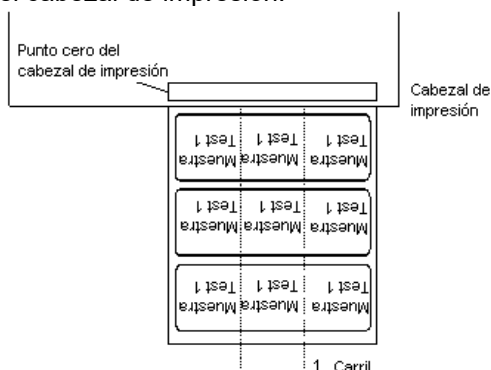 el cabezal de impresión.
Punto cero del
cabezal de impresión
Cabezal de
impresión
Muestra Muestra Muestra
Test 1 Test 1 Test 1
Muestra Muestra Muestra
Test 1 Test 1 Test 1
Muestra Muestra Muestra
Test 1 Test 1 Test 1
1. Carril